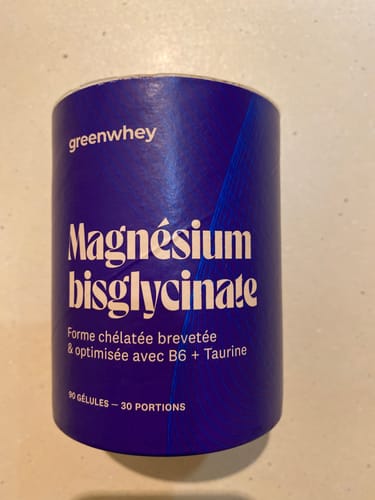 greenwhey
Magnésium
bisglycinate
Forme chélatée brevetée
& optimisée avec B6 + Taurine
90 GÉLULES — 30 PORTIONS